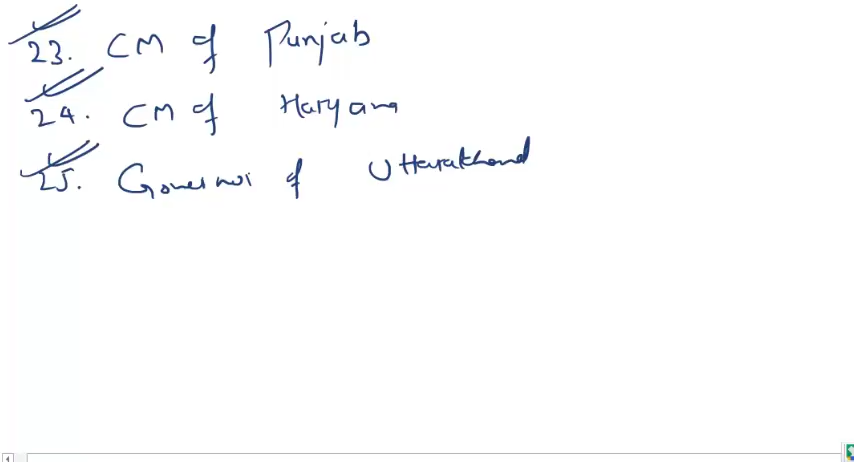 23. CM of Punjab
24. CM of Haryana
25. Governor of Uttarakhand